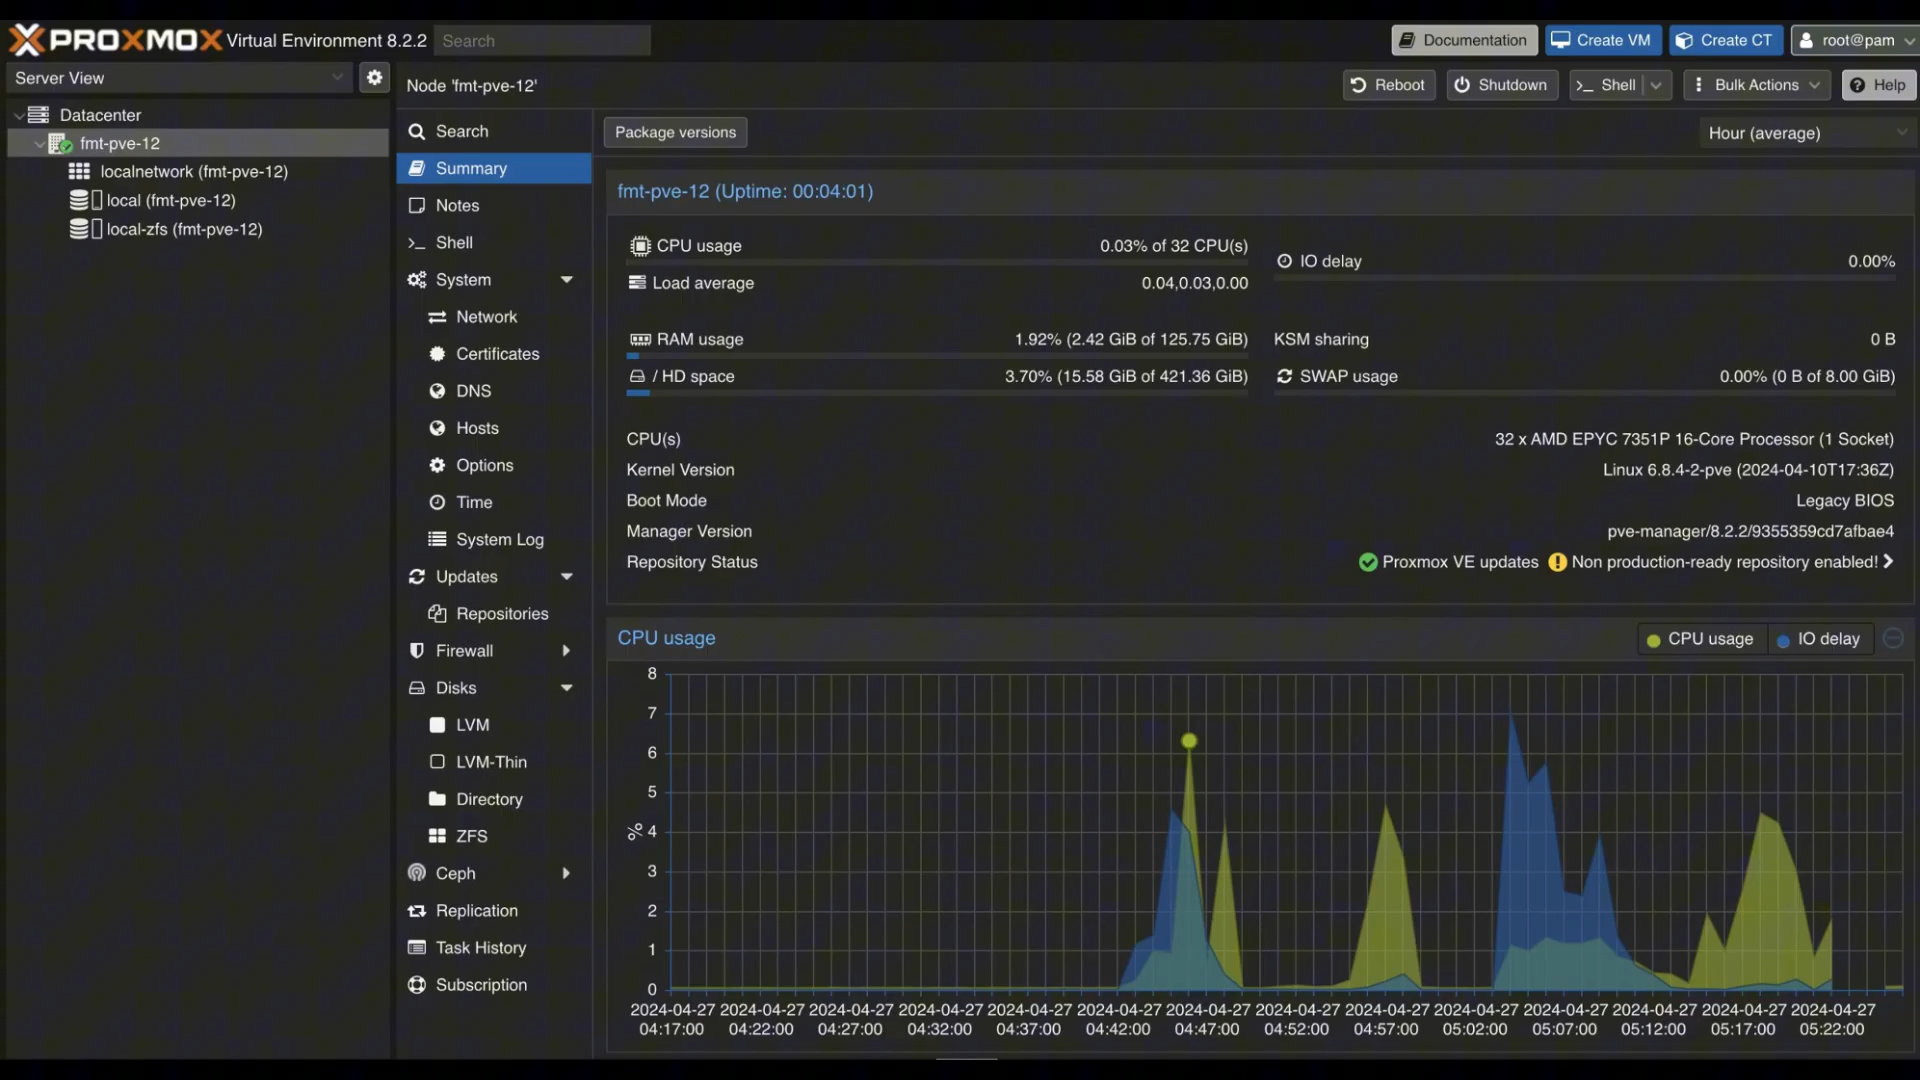 PROXMOX Virtual Environment 8.2.2 Search
Documentation Create VM Create CT root@pam
Server View
Datacenter
fmt-pve-12
localnetwork (fmt-pve-12)
local (fmt-pve-12)
local-zfs (fmt-pve-12)
Node 'fmt-pve-12'
Reboot Shutdown >_ Shell Bulk Actions Help
Search
Summary
Notes
>_ Shell
System
Network
Certificates
DNS
Hosts
Options
Time
System Log
Updates
Repositories
Firewall
Disks
LVM
LVM-Thin
Directory
ZFS
Ceph
Replication
Task History
Subscription
Package versions
Hour (average)
fmt-pve-12 (Uptime: 00:04:01)
CPU usage 0.03% of 32 CPU(s)
IO delay 0.00%
Load average 0.04,0.03,0.00
RAM usage 1.92% (2.42 GiB of 125.75 GiB)
KSM sharing 0 B
/ HD space 3.70% (15.58 GiB of 421.36 GiB)
SWAP usage 0.00% (0 B of 8.00 GiB)
CPU(s) 32 x AMD EPYC 7351P 16-Core Processor (1 Socket)
Kernel Version Linux 6.8.4-2-pve (2024-04-10T17:36Z)
Boot Mode Legacy BIOS
Manager Version pve-manager/8.2.2/9355359cd7afbae4
Repository Status Proxmox VE updates Non production-ready repository enabled!
CPU usage
CPU usage IO delay
8
7
6
5
% 4
3
2
1
0
2024-04-27 2024-04-27 2024-04-27 2024-04-27 2024-04-27 2024-04-27 2024-04-27 2024-04-27 2024-04-27 2024-04-27 2024-04-27 2024-04-27 2024-04-27 2024-04-27
04:17:00 04:22:00 04:27:00 04:32:00 04:37:00 04:42:00 04:47:00 04:52:00 04:57:00 05:02:00 05:07:00 05:12:00 05:17:00 05:22:00